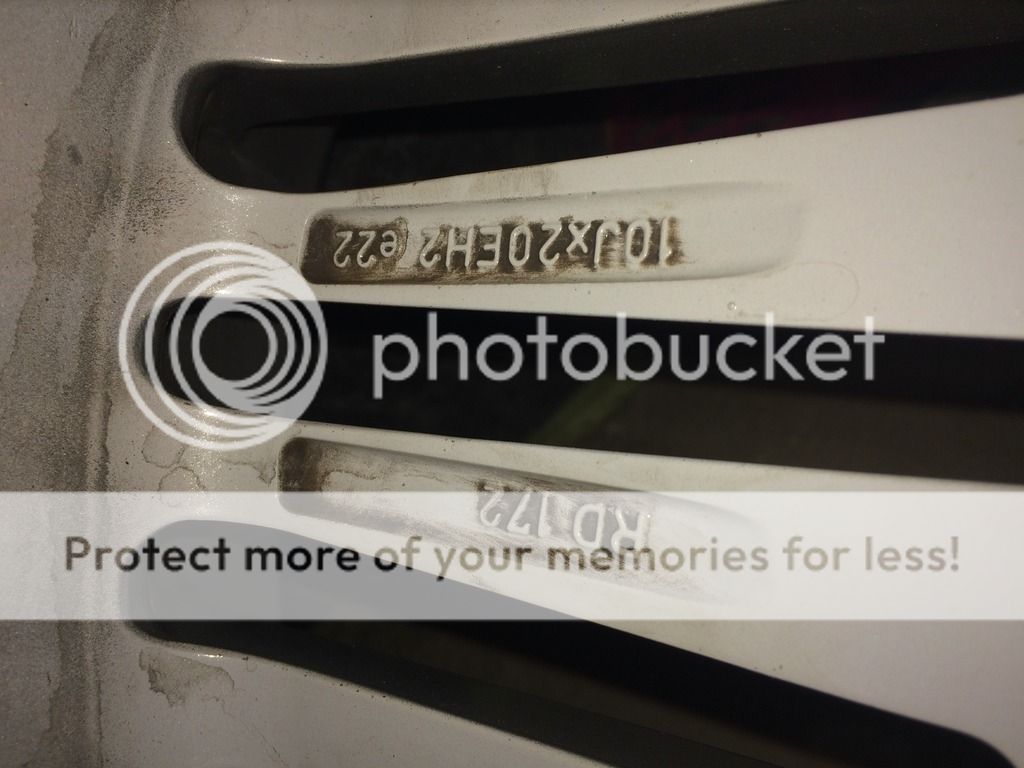 10Jx20EH2 e22
photobucket
RD 172
Protect more of your memories for less!